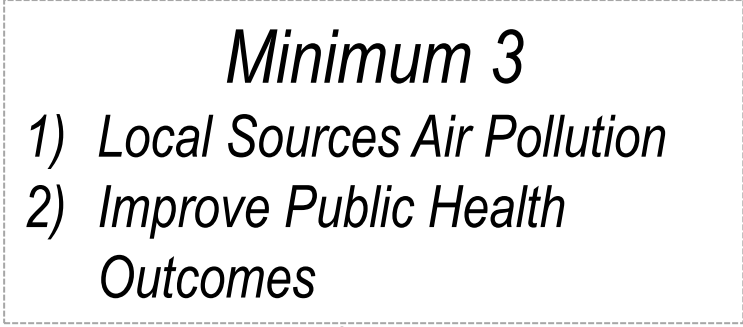 Minimum 3
1) Local Sources Air Pollution
2) Improve Public Health
Outcomes